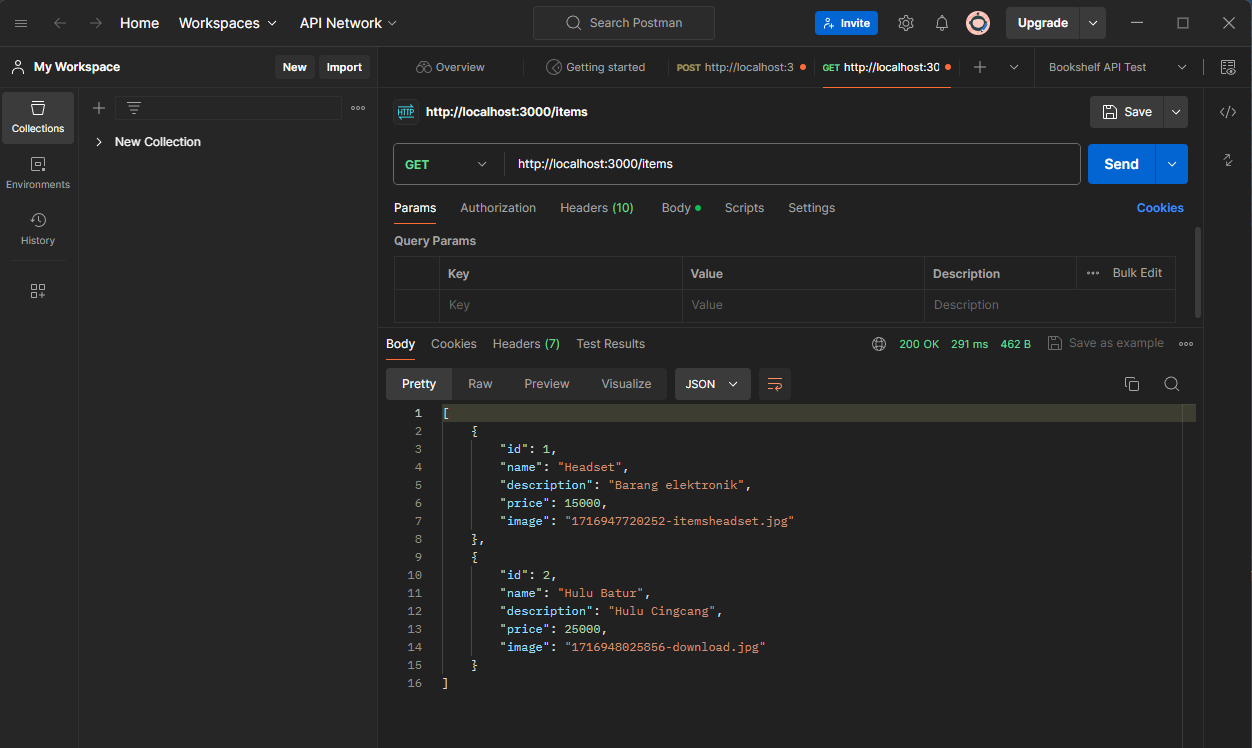 Home Workspaces API Network Search Postman Invite Upgrade
My Workspace New Import Overview Getting started POST http://localhost:3 GET http://localhost:30 Bookshelf API Test
Collections
Environments
History
New Collection
HTTP http://localhost:3000/items Save
GET http://localhost:3000/items Send
Params Authorization Headers (10) Body Scripts Settings Cookies
Query Params
Key Value Description Bulk Edit
Key Value Description
Body Cookies Headers (7) Test Results 200 OK 291 ms 462 B Save as example
Pretty Raw Preview Visualize JSON
1 [
2 {
3 "id": 1,
4 "name": "Headset",
5 "description": "Barang elektronik",
6 "price": 15000,
7 "image": "1716947720252-itemsheadset.jpg"
8 },
9 {
10 "id": 2,
11 "name": "Hulu Batur",
12 "description": "Hulu Cingcang",
13 "price": 25000,
14 "image": "1716948025856-download.jpg"
15 }
16 ]